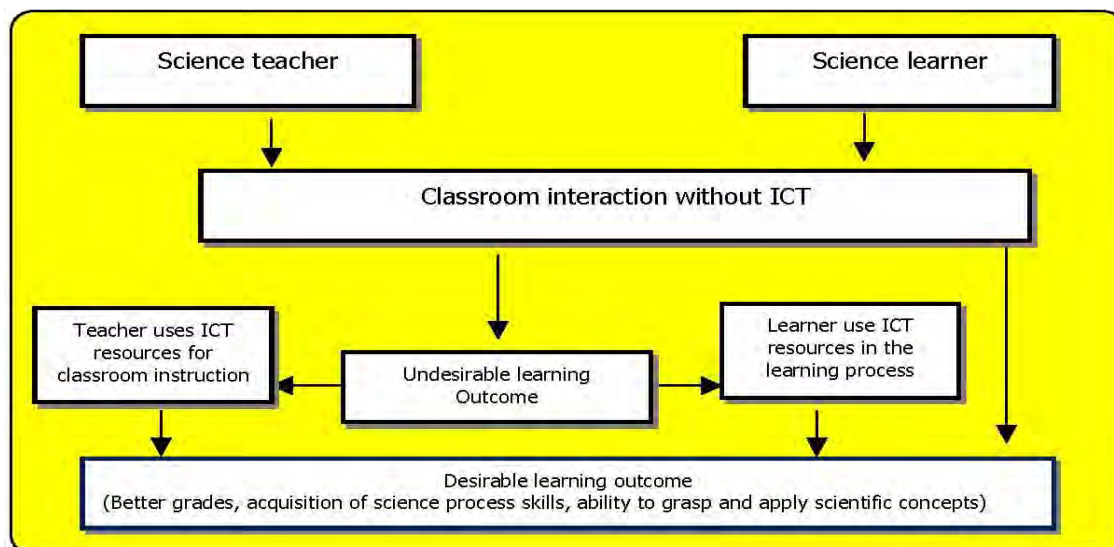 Science teacher
Science learner
Classroom interaction without ICT
Teacher uses ICT
resources for
classroom instruction
Undesirable learning
Outcome
Learner use ICT
resources in the
learning process
Desirable learning outcome
(Better grades, acquisition of science process skills, ability to grasp and apply scientific concepts)